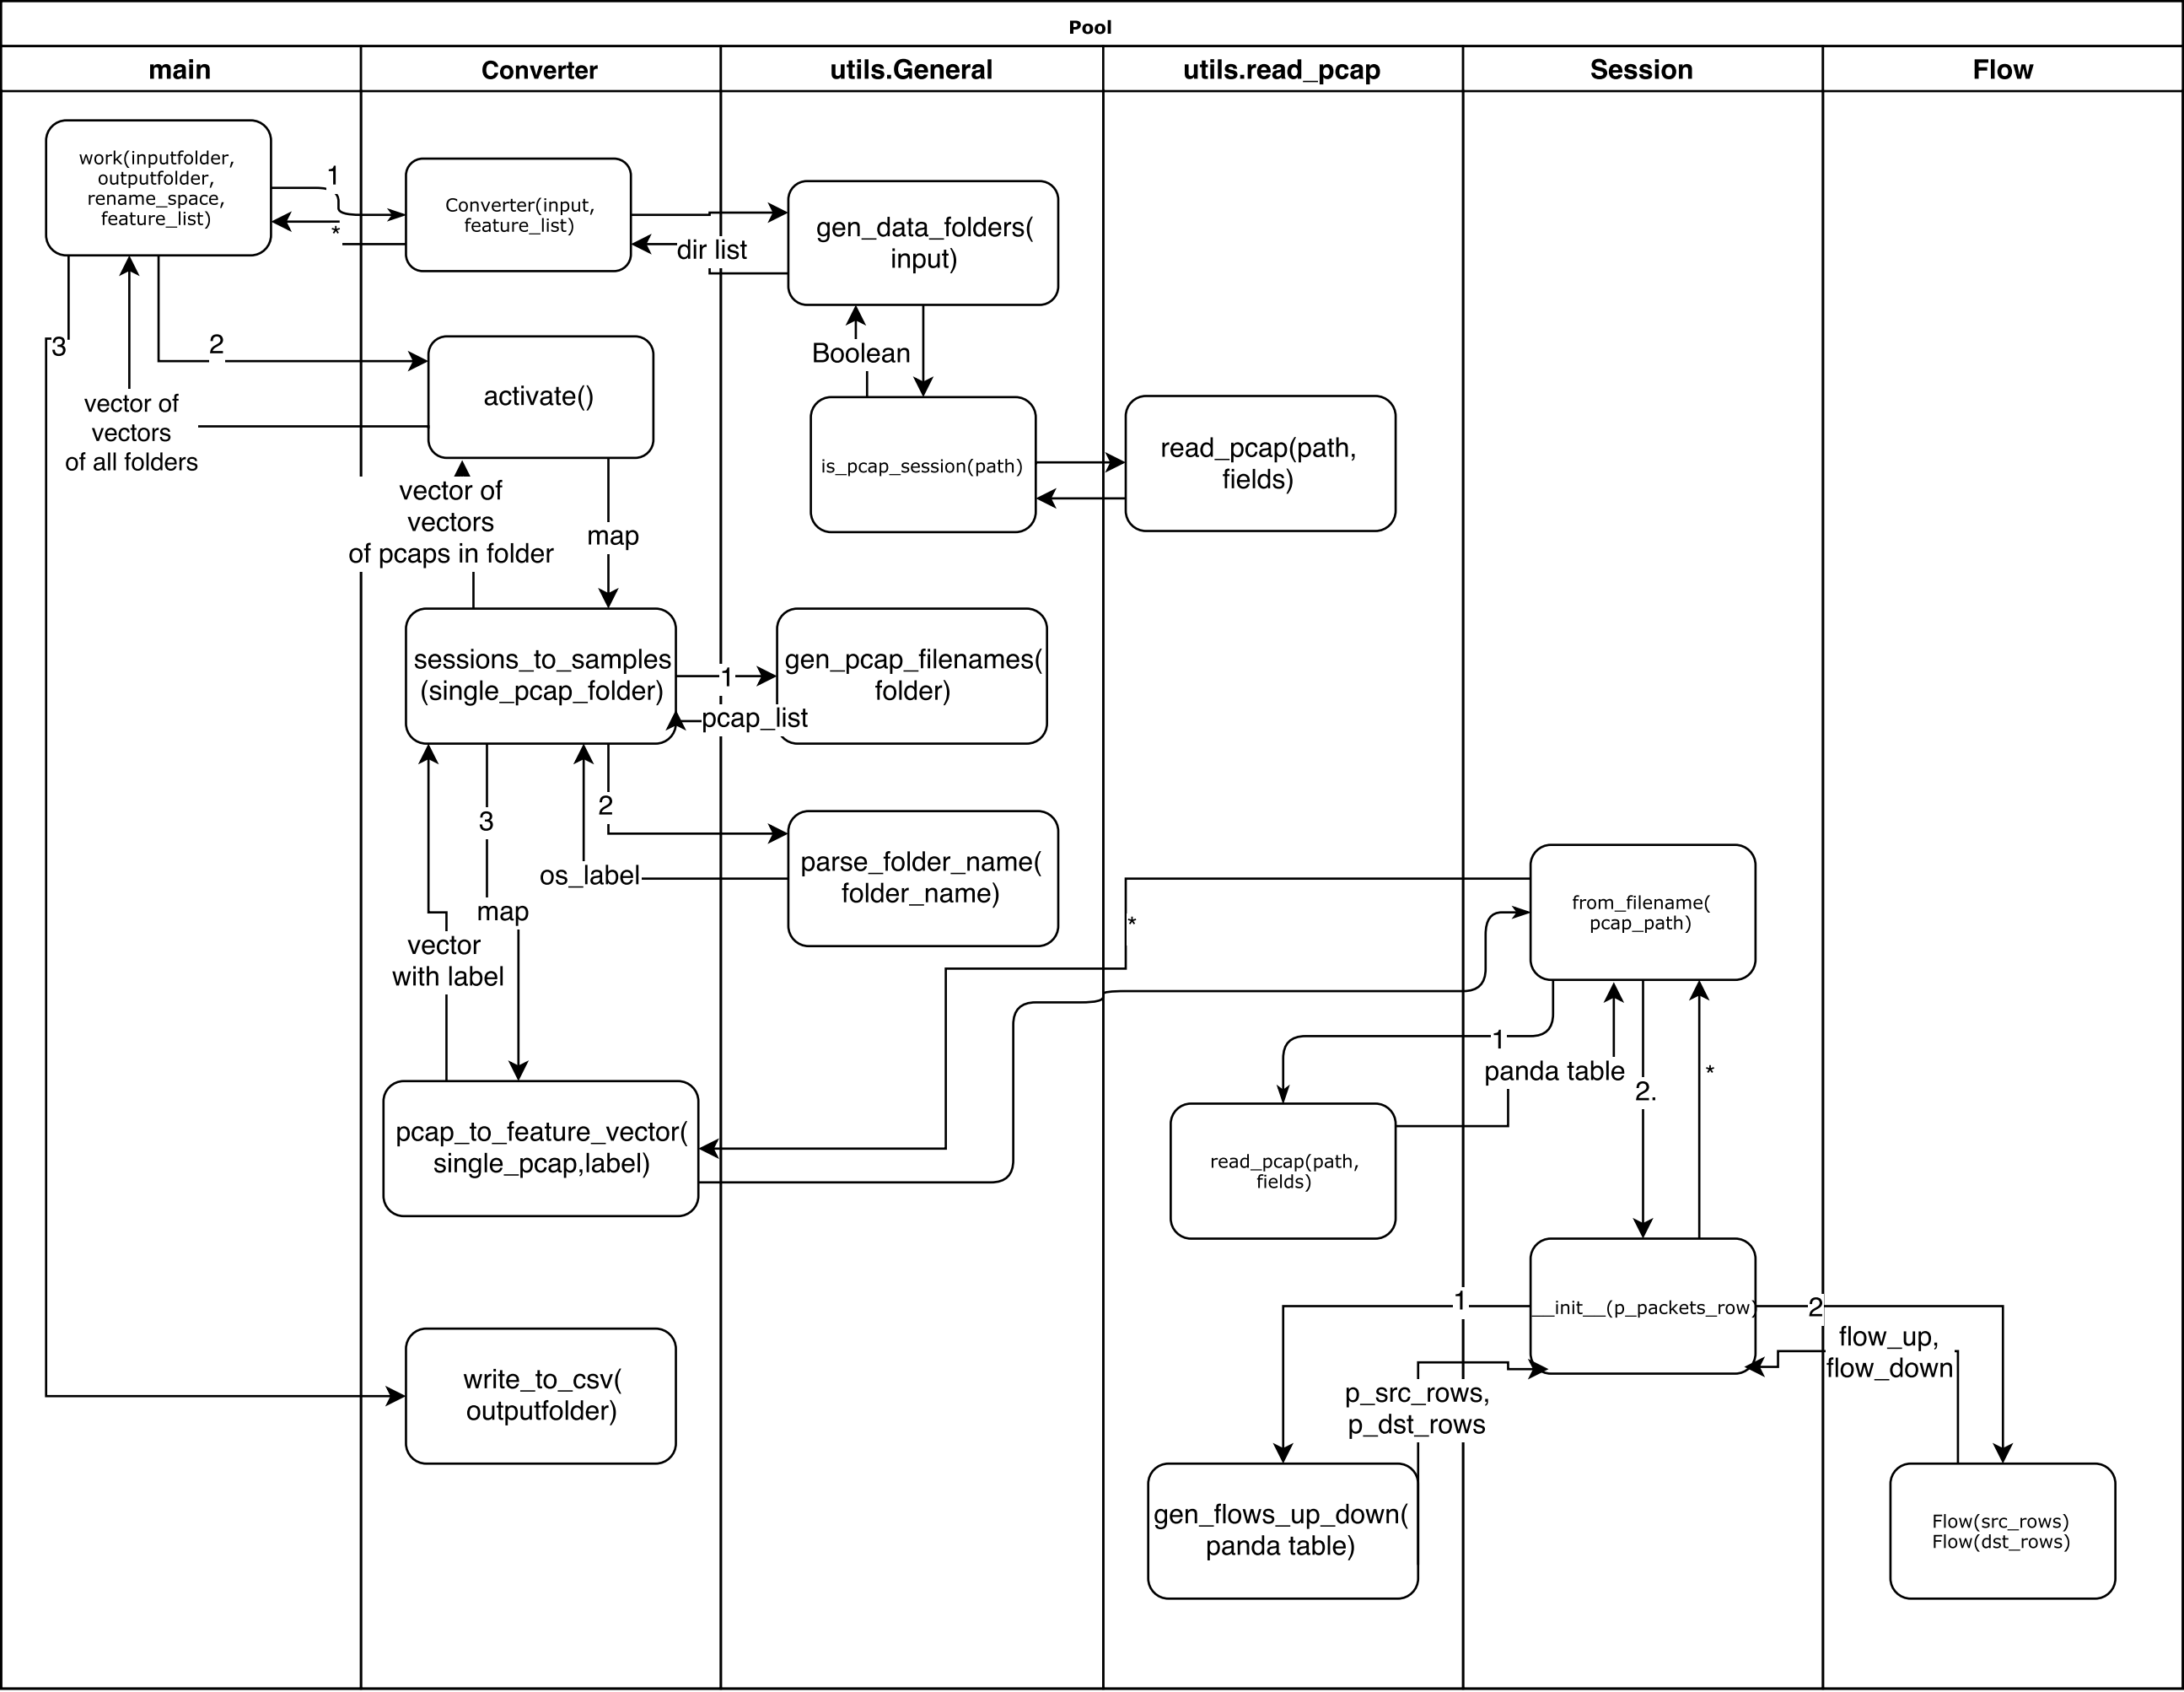 Pool
main
Converter
utils.General
utils.read_pcap
Session
Flow
work(inputfolder,
outputfolder,
rename_space,
feature_list)
1
*
Converter(input,
feature_list)
dir list
gen_data_folders(
input)
3
2
vector of
vectors
of all folders
activate()
Boolean
is_pcap_session(path)
read_pcap(path,
fields)
vector of
vectors
of pcaps in folder
map
sessions_to_samples
(single_pcap_folder)
1
pcap_list
gen_pcap_filenames(
folder)
3
2
os_label
map
vector
with label
parse_folder_name(
folder_name)
*
from_filename(
pcap_path)
1
panda table
2.
*
pcap_to_feature_vector(
single_pcap,label)
read_pcap(path,
fields)
1
__init__(p_packets_row)
2
flow_up,
flow_down
write_to_csv(
outputfolder)
p_src_rows,
p_dst_rows
gen_flows_up_down(
panda table)
Flow(src_rows)
Flow(dst_rows)